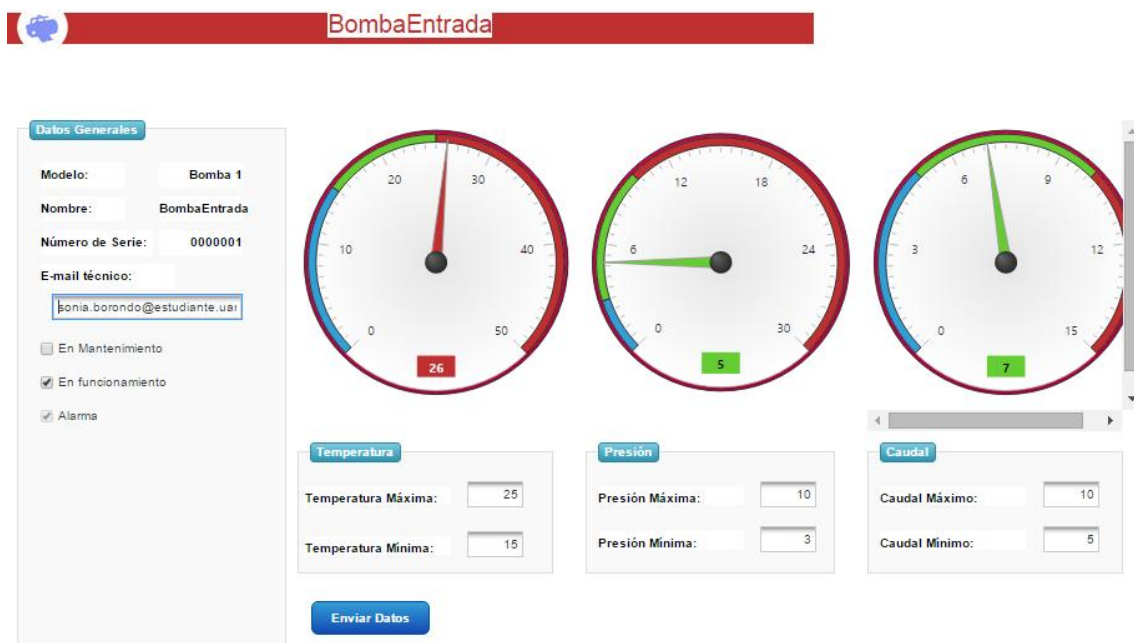 BombaEntrada
Datos Generales
Modelo: Bomba 1
Nombre: BombaEntrada
Número de Serie: 0000001
E-mail técnico:
sonia.borondo@estudiante.uar
En Mantenimiento
En funcionamiento
Alarma
0 10 20 30 40 50
26
0 6 12 18 24 30
5
0 3 6 9 12 15
7
Temperatura
Temperatura Máxima: 25
Temperatura Mínima: 15
Presión
Presión Máxima: 10
Presión Mínima: 3
Caudal
Caudal Máximo: 10
Caudal Mínimo: 5
Enviar Datos